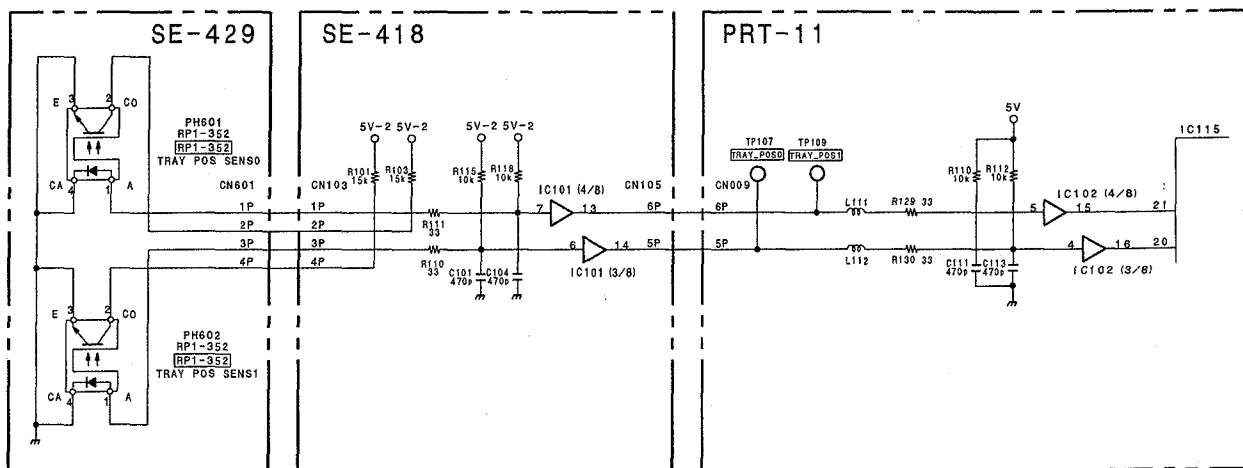 SE-429
SE-418
PRT-11
E 3 2 CO
PH601
RP1-352
RP1-352
TRAY POS SENS0
CA 4 1 A
CN601
1P
2P
3P
4P
E 3 2 CO
PH602
RP1-352
RP1-352
TRAY POS SENS1
CA 4 1 A
5V-2 5V-2 5V-2 5V-2
R101
15k
R103
15k
R115
10k
R118
10k
CN103
1P
2P
3P
4P
R111
33
R110
33
C101
470p
C104
470p
IC101 (4/8)
7 13
6 14
IC101 (3/8)
CN105
6P
5P
CN009
6P
5P
TP107
TRAY_POS0
TP109
TRAY_POS1
L111
R129 33
L112
R130 33
5V
R110
10k
R112
10k
C111
470p
C113
470p
IC102 (4/8)
5 15
4 16
IC102 (3/8)
IC115
21
20